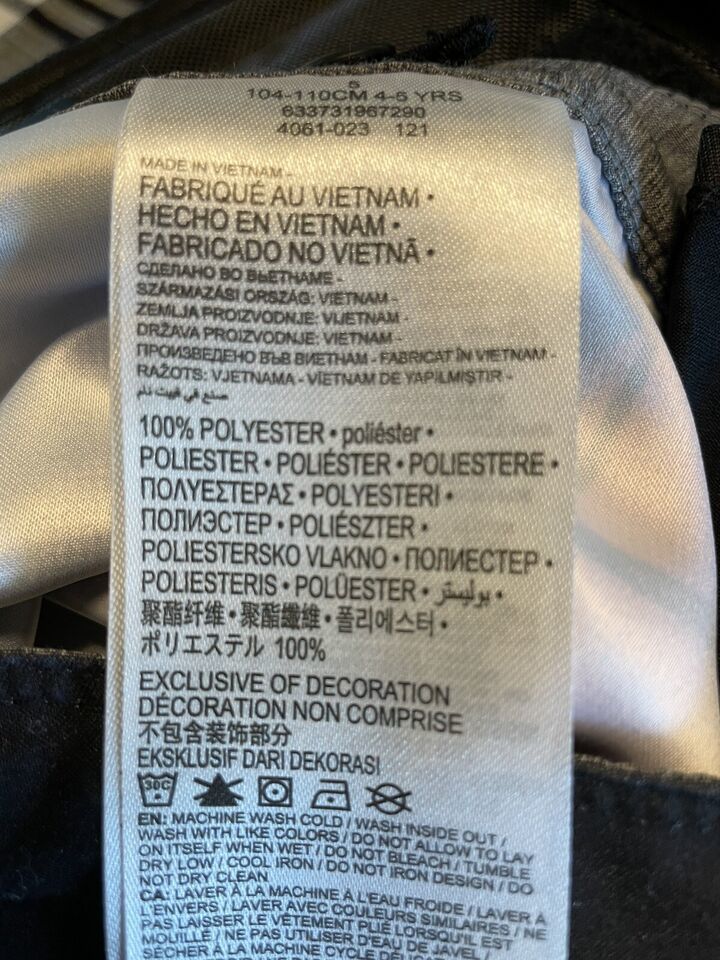 5
104-110CM 4-5 YRS
633731967290
4061-023 121
MADE IN VIETNAM -
FABRIQUÉ AU VIETNAM •
HECHO EN VIETNAM •
FABRICADO NO VIETNÃ •
СДЕЛАНО ВО ВЬЕТНАМЕ -
SZÁRMAZÁSI ORSZÁG: VIETNAM -
ZEMLJA PROIZVODNJE: VIJETNAM -
DRŽAVA PROIZVODNJE: VIETNAM -
ПРОИЗВЕДЕНО ВЪВ ВИЕТНАМ - FABRICAT ÎN VIETNAM -
RAŽOTS: VJETNAMA - VİETNAM DE YAPILMIŞTIR -
صنع في فيت نام
100% POLYESTER • poliéster •
POLIESTER • POLIÉSTER • POLIESTERE •
ΠΟΛΥΕΣΤΕΡΑΣ • POLYESTERI •
ПОЛИЭСТЕР • POLIÉSZTER •
POLIESTERSKO VLAKNO • ПОЛИЕСТЕР •
POLIESTERIS • POLÜESTER • بوليستر •
聚酯纤维 • 聚酯纖維 • 폴리에스터 •
ポリエステル 100%
EXCLUSIVE OF DECORATION
DÉCORATION NON COMPRISE
不包含装饰部分
EKSKLUSIF DARI DEKORASI
30C
EN: MACHINE WASH COLD / WASH INSIDE OUT /
WASH WITH LIKE COLORS / DO NOT ALLOW TO LAY
ON ITSELF WHEN WET / DO NOT BLEACH / TUMBLE
DRY LOW / COOL IRON / DO NOT IRON DESIGN / DO
NOT DRY CLEAN
CA: LAVER À LA MACHINE À L'EAU FROIDE / LAVER À
L'ENVERS / LAVER AVEC COULEURS SIMILAIRES / NE
PAS LAISSER LE VÊTEMENT PLIÉ LORSQU'IL EST
MOUILLÉ / NE PAS UTILISER D'EAU DE JAVEL /
SÉCHER À LA MACHINE CYCLE DÉLICAT